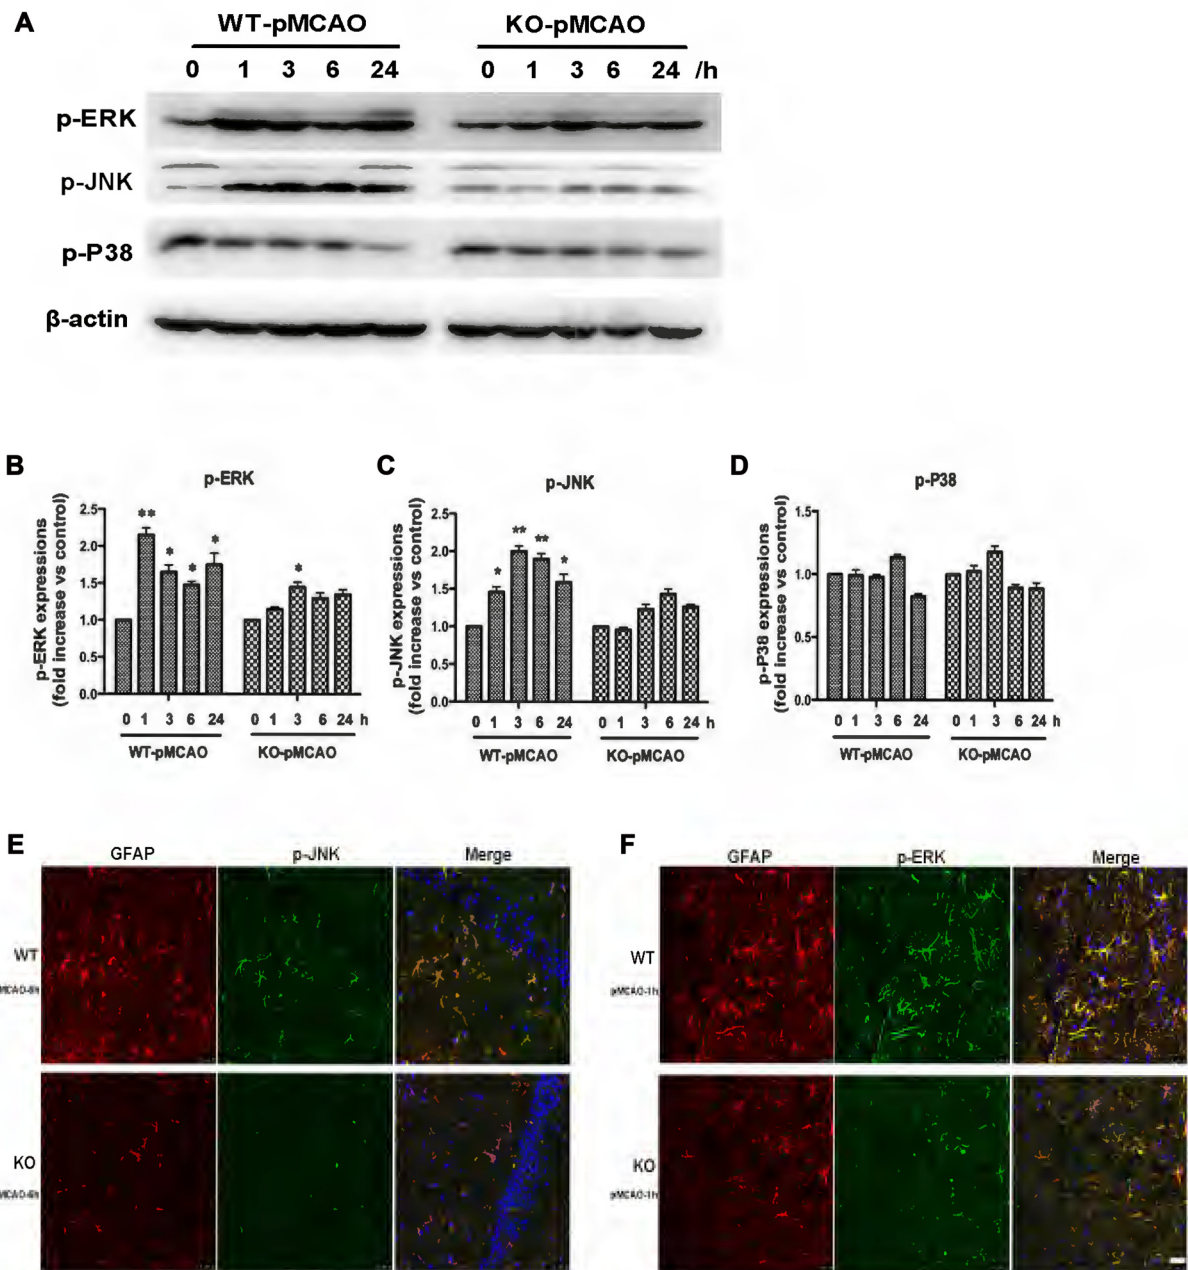 A
WT-pMCAO KO-pMCAO
0 1 3 6 24 0 1 3 6 24 /h
p-ERK
p-JNK
p-P38
β-actin
B
p-ERK
p-ERK expressions
(fold increase vs control)
2.5
2.0
1.5
1.0
0.5
0.0
** * * * *
0 1 3 6 24 0 1 3 6 24 h
WT-pMCAO KO-pMCAO
C
p-JNK
p-JNK expressions
(fold increase vs control)
2.5
2.0
1.5
1.0
0.5
0.0
* ** ** *
0 1 3 6 24 0 1 3 6 24 h
WT-pMCAO KO-pMCAO
D
p-P38
p-P38 expressions
(fold increase vs control)
1.5
1.0
0.5
0.0
0 1 3 6 24 0 1 3 6 24 h
WT-pMCAO KO-pMCAO
E
GFAP p-JNK Merge
WT
KO
MCAO-6h
F
GFAP p-ERK Merge
WT
pMCAO-1h
KO
pMCAO-1h